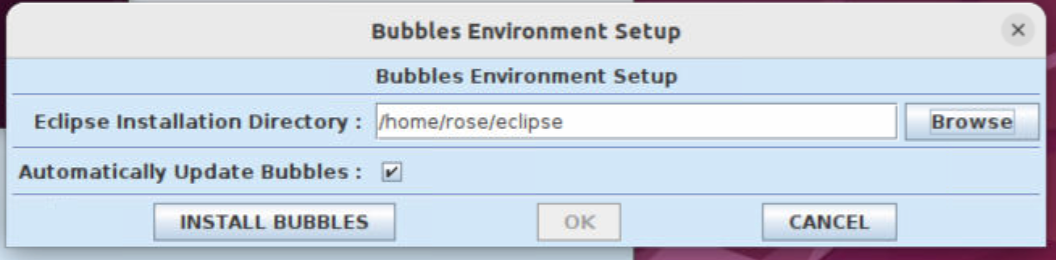 Bubbles Environment Setup
Bubbles Environment Setup
Eclipse Installation Directory : /home/rose/eclipse Browse
Automatically Update Bubbles :
INSTALL BUBBLES OK CANCEL